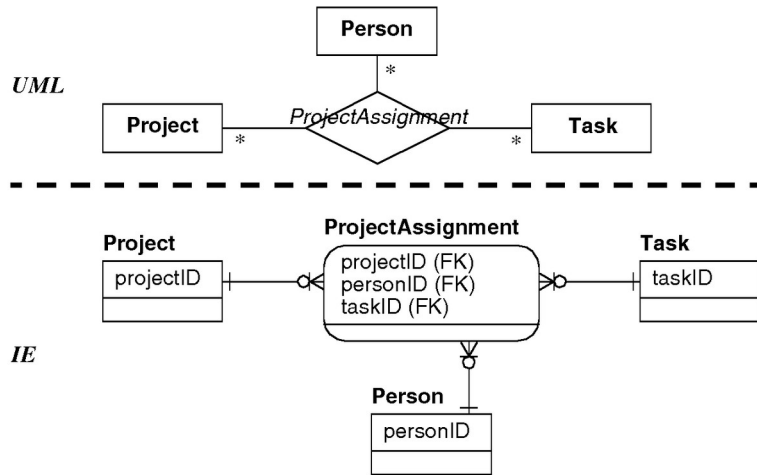 Person
UML
*
ProjectAssignment
Project
Task
*
*
ProjectAssignment
Project
Task
projectID
projectID (FK)
personID (FK)
taskID (FK)
taskID
IE
Person
personID